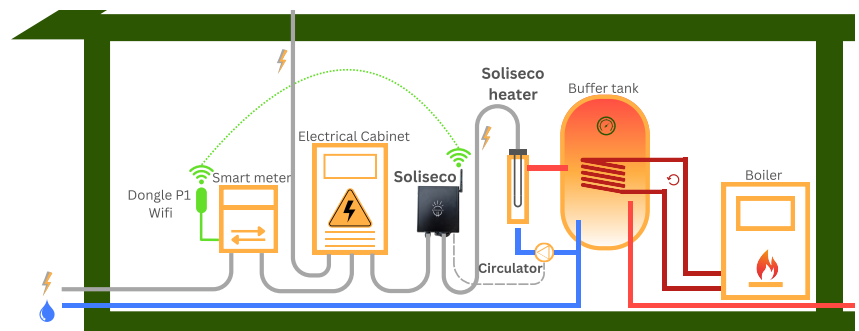 Soliseco
heater
Buffer tank
Electrical Cabinet
Smart meter
Soliseco
Boiler
Dongle P1
Wifi
Circulator